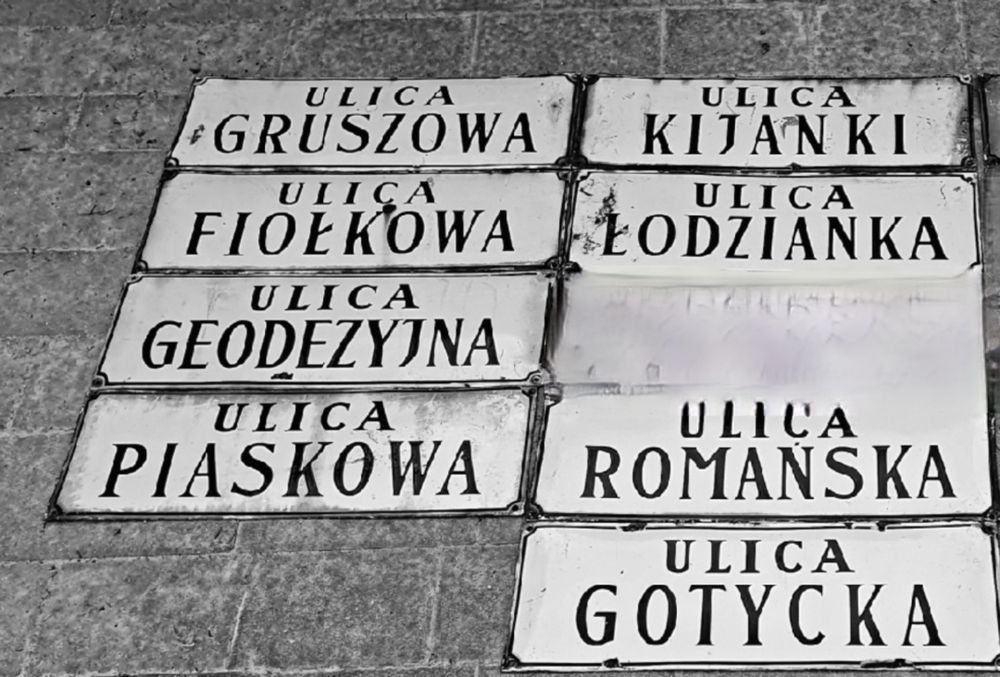 ULICA
GRUSZOWA
ULICA
KIJANKI
ULICA
FIOŁKOWA
ULICA
ŁODZIANKA
ULICA
GEODEZYJNA
ULICA
PIASKOWA
ULICA
ROMAŃSKA
ULICA
GOTYCKA